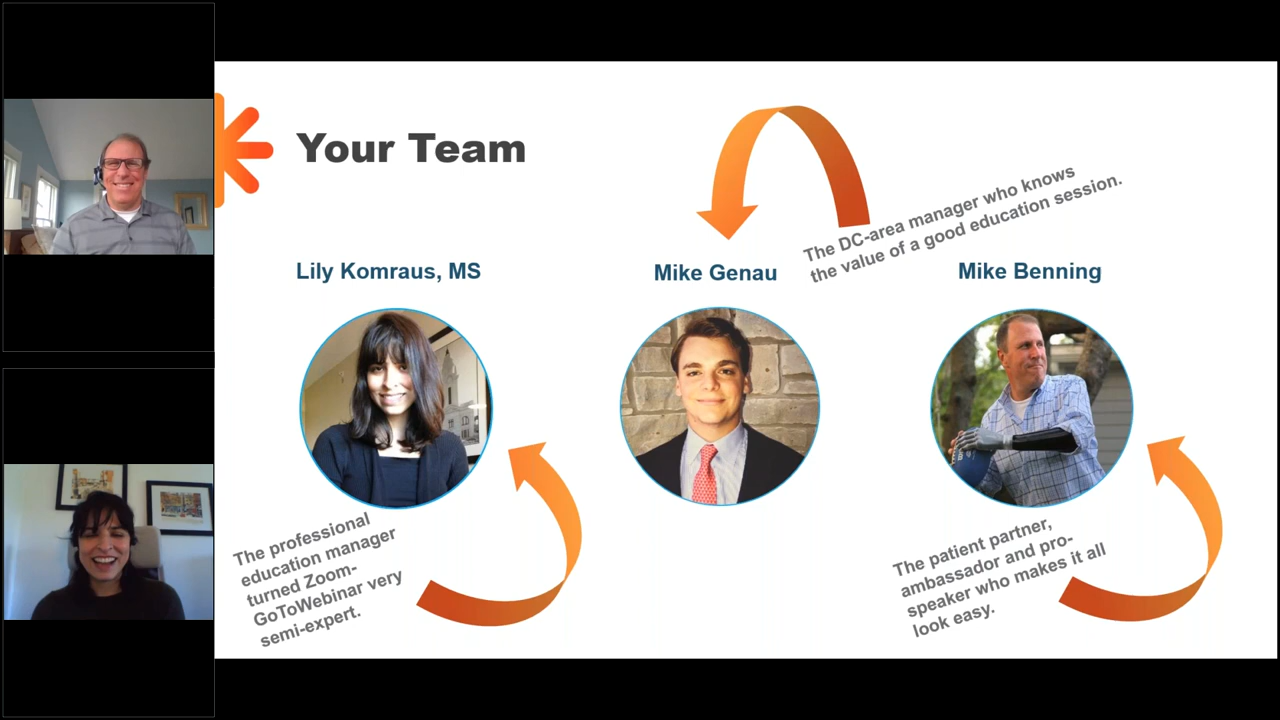 Your Team
The DC-area manager who knows
the value of a good education session.
Lily Komraus, MS
Mike Genau
Mike Benning
The professional
education manager
turned Zoom-
GoToWebinar very
semi-expert.
The patient partner,
ambassador and pro-
speaker who makes it all
look easy.